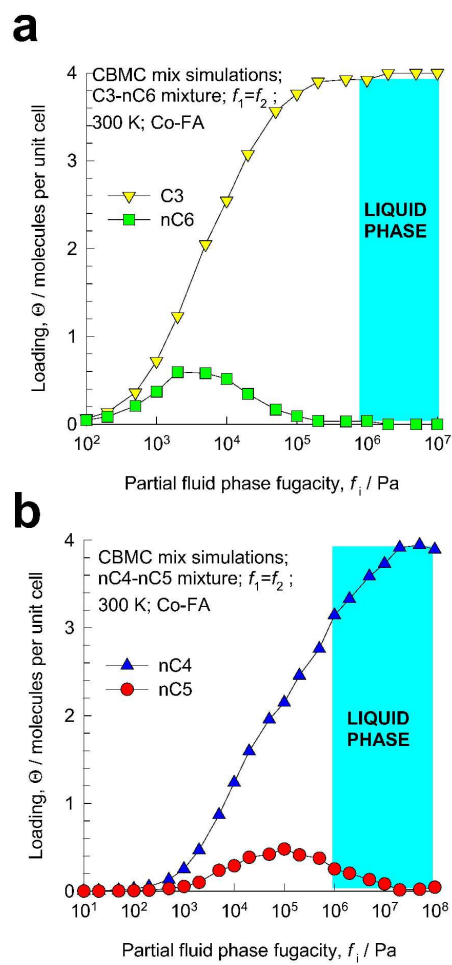 a
CBMC mix simulations;
C3-nC6 mixture; f1=f2 ;
300 K; Co-FA
C3
nC6
LIQUID
PHASE
Loading, Θ / molecules per unit cell
4
3
2
1
0
10² 10³ 10⁴ 10⁵ 10⁶ 10⁷
Partial fluid phase fugacity, fi / Pa
b
CBMC mix simulations;
nC4-nC5 mixture; f1=f2 ;
300 K; Co-FA
nC4
nC5
LIQUID
PHASE
Loading, Θ / molecules per unit cell
4
3
2
1
0
10¹ 10² 10³ 10⁴ 10⁵ 10⁶ 10⁷ 10⁸
Partial fluid phase fugacity, fi / Pa